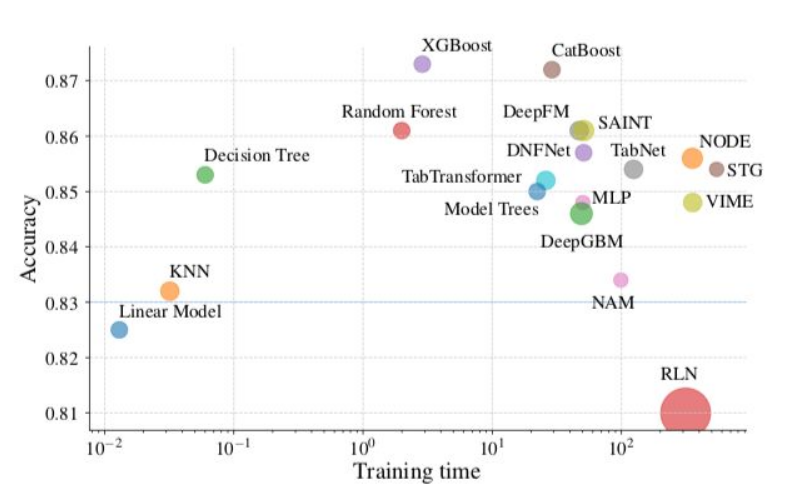 XGBoost
CatBoost
0.87
Random Forest
DeepFM
SAINT
0.86
NODE
Decision Tree
DNFNet
TabNet
STG
TabTransformer
0.85
MLP
VIME
Model Trees
Accuracy
0.84
DeepGBM
KNN
NAM
0.83
Linear Model
0.82
RLN
0.81
10⁻² 10⁻¹ 10⁰ 10¹ 10²
Training time